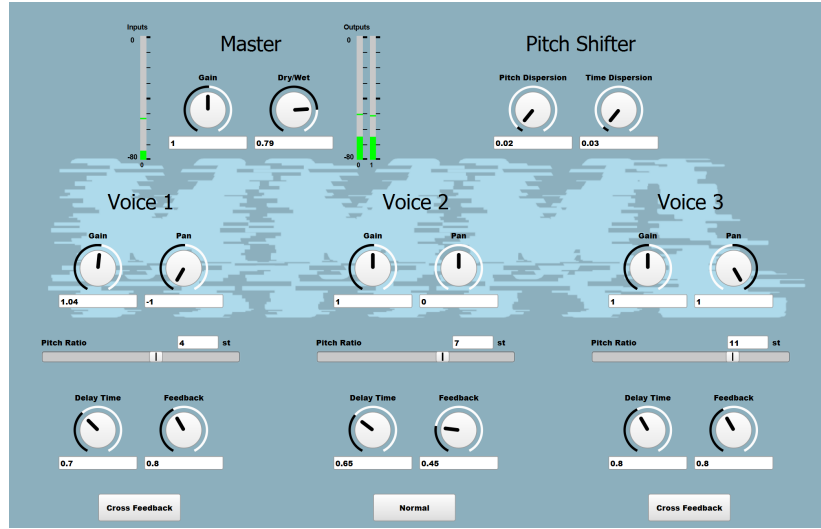 Inputs
Outputs
0
Master
0
Pitch Shifter
Gain
Dry/Wet
Pitch Dispersion
Time Dispersion
1
0.79
0.02
0.03
-80
-80
0
0
1
Voice 1
Voice 2
Voice 3
Gain
Pan
Gain
Pan
Gain
Pan
1.04
-1
1
0
1
1
Pitch Ratio
4
st
Pitch Ratio
7
st
Pitch Ratio
11
st
Delay Time
Feedback
Delay Time
Feedback
Delay Time
Feedback
0.7
0.8
0.65
0.45
0.8
0.8
Cross Feedback
Normal
Cross Feedback